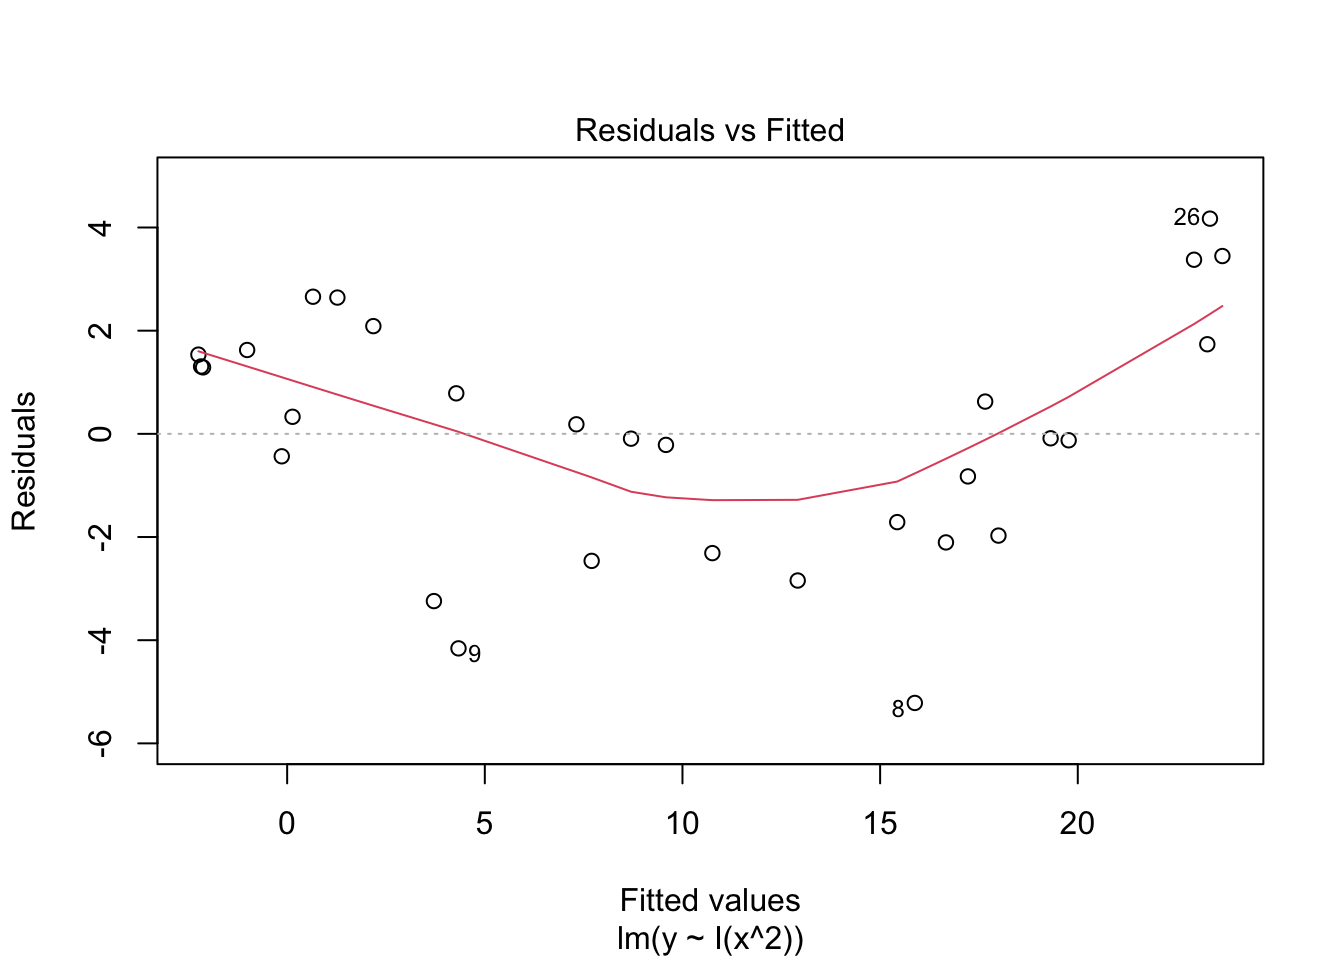 Residuals vs Fitted
Residuals
4
2
0
-2
-4
-6
26
9
8
0 5 10 15 20
Fitted values
lm(y ~ I(x^2))